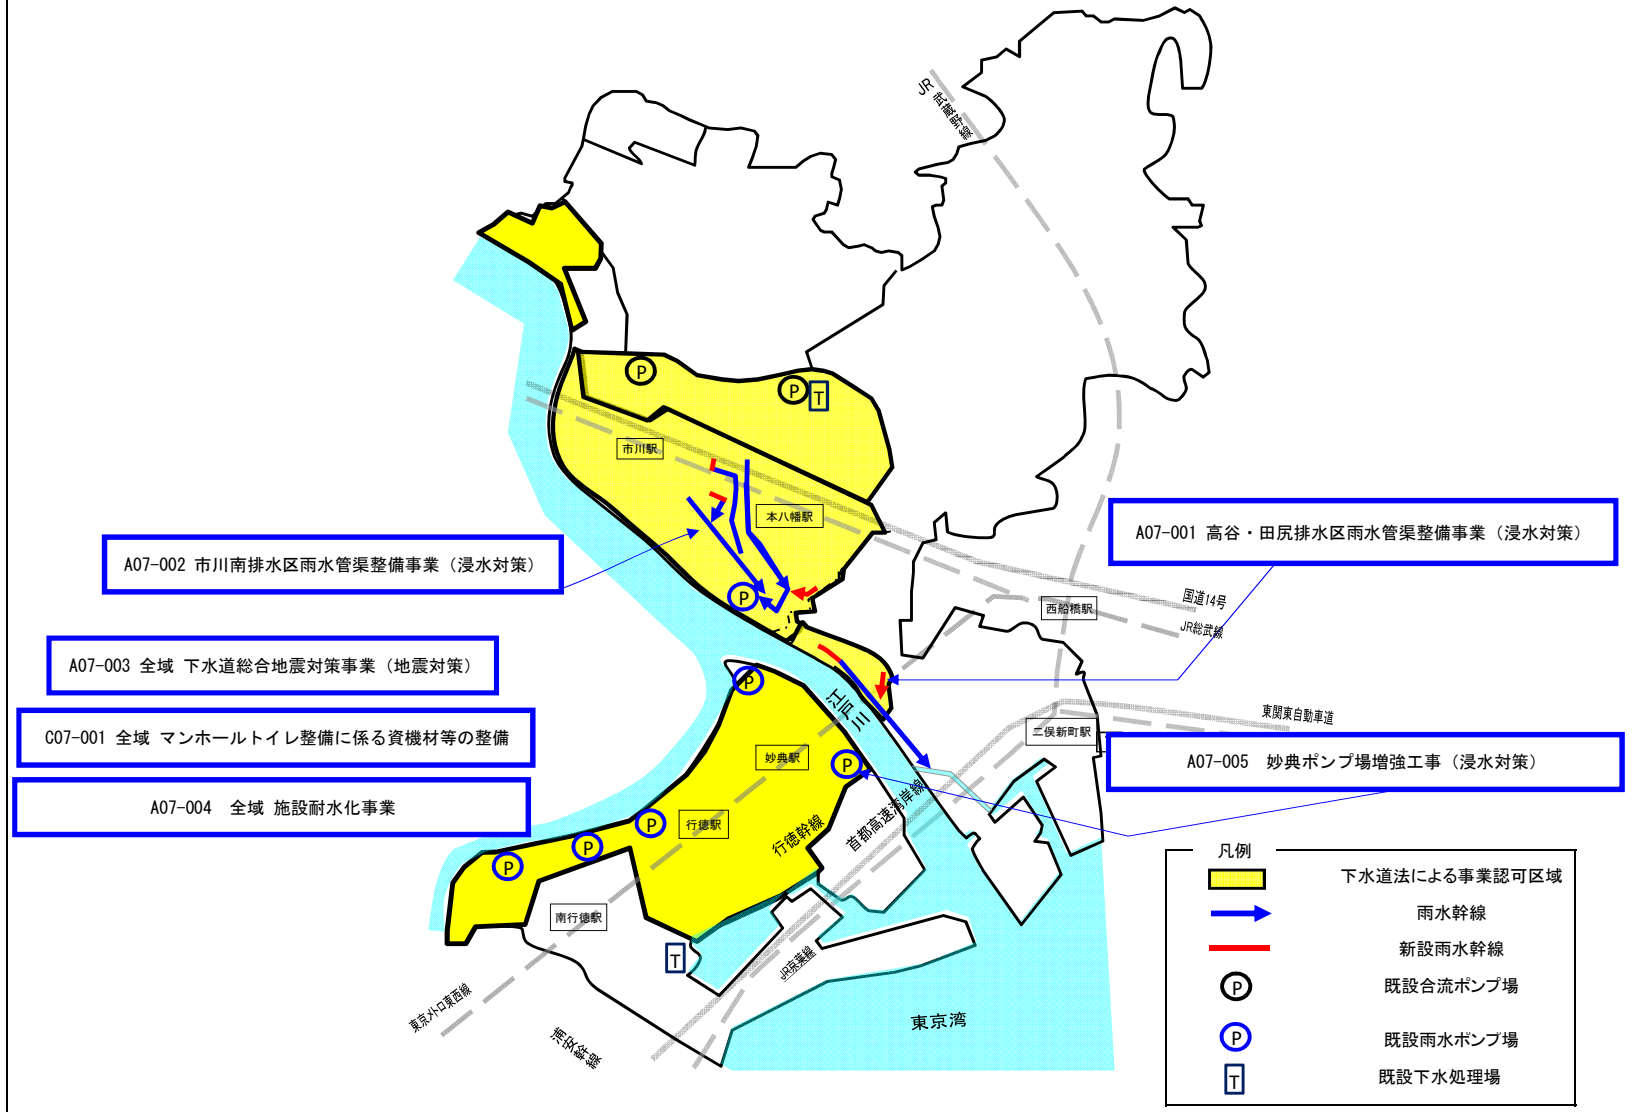 JR
武蔵野線
P
P
T
市川駅
本八幡駅
A07-001 高谷・田尻排水区雨水管渠整備事業（浸水対策）
A07-002 市川南排水区雨水管渠整備事業（浸水対策）
P
国道14号
西船橋駅
JR総武線
A07-003 全域 下水道総合地震対策事業（地震対策）
P
江戸川
東関東自動車道
C07-001 全域 マンホールトイレ整備に係る資機材等の整備
二俣新町駅
妙典駅
P
A07-005 妙典ポンプ場増強工事（浸水対策）
A07-004 全域 施設耐水化事業
行徳駅
P
行徳幹線
首都高速湾岸線
P
P
南行徳駅
T
JR京葉線
東京メトロ東西線
浦安幹線
東京湾
凡例
下水道法による事業認可区域
雨水幹線
新設雨水幹線
P 既設合流ポンプ場
P 既設雨水ポンプ場
T 既設下水処理場